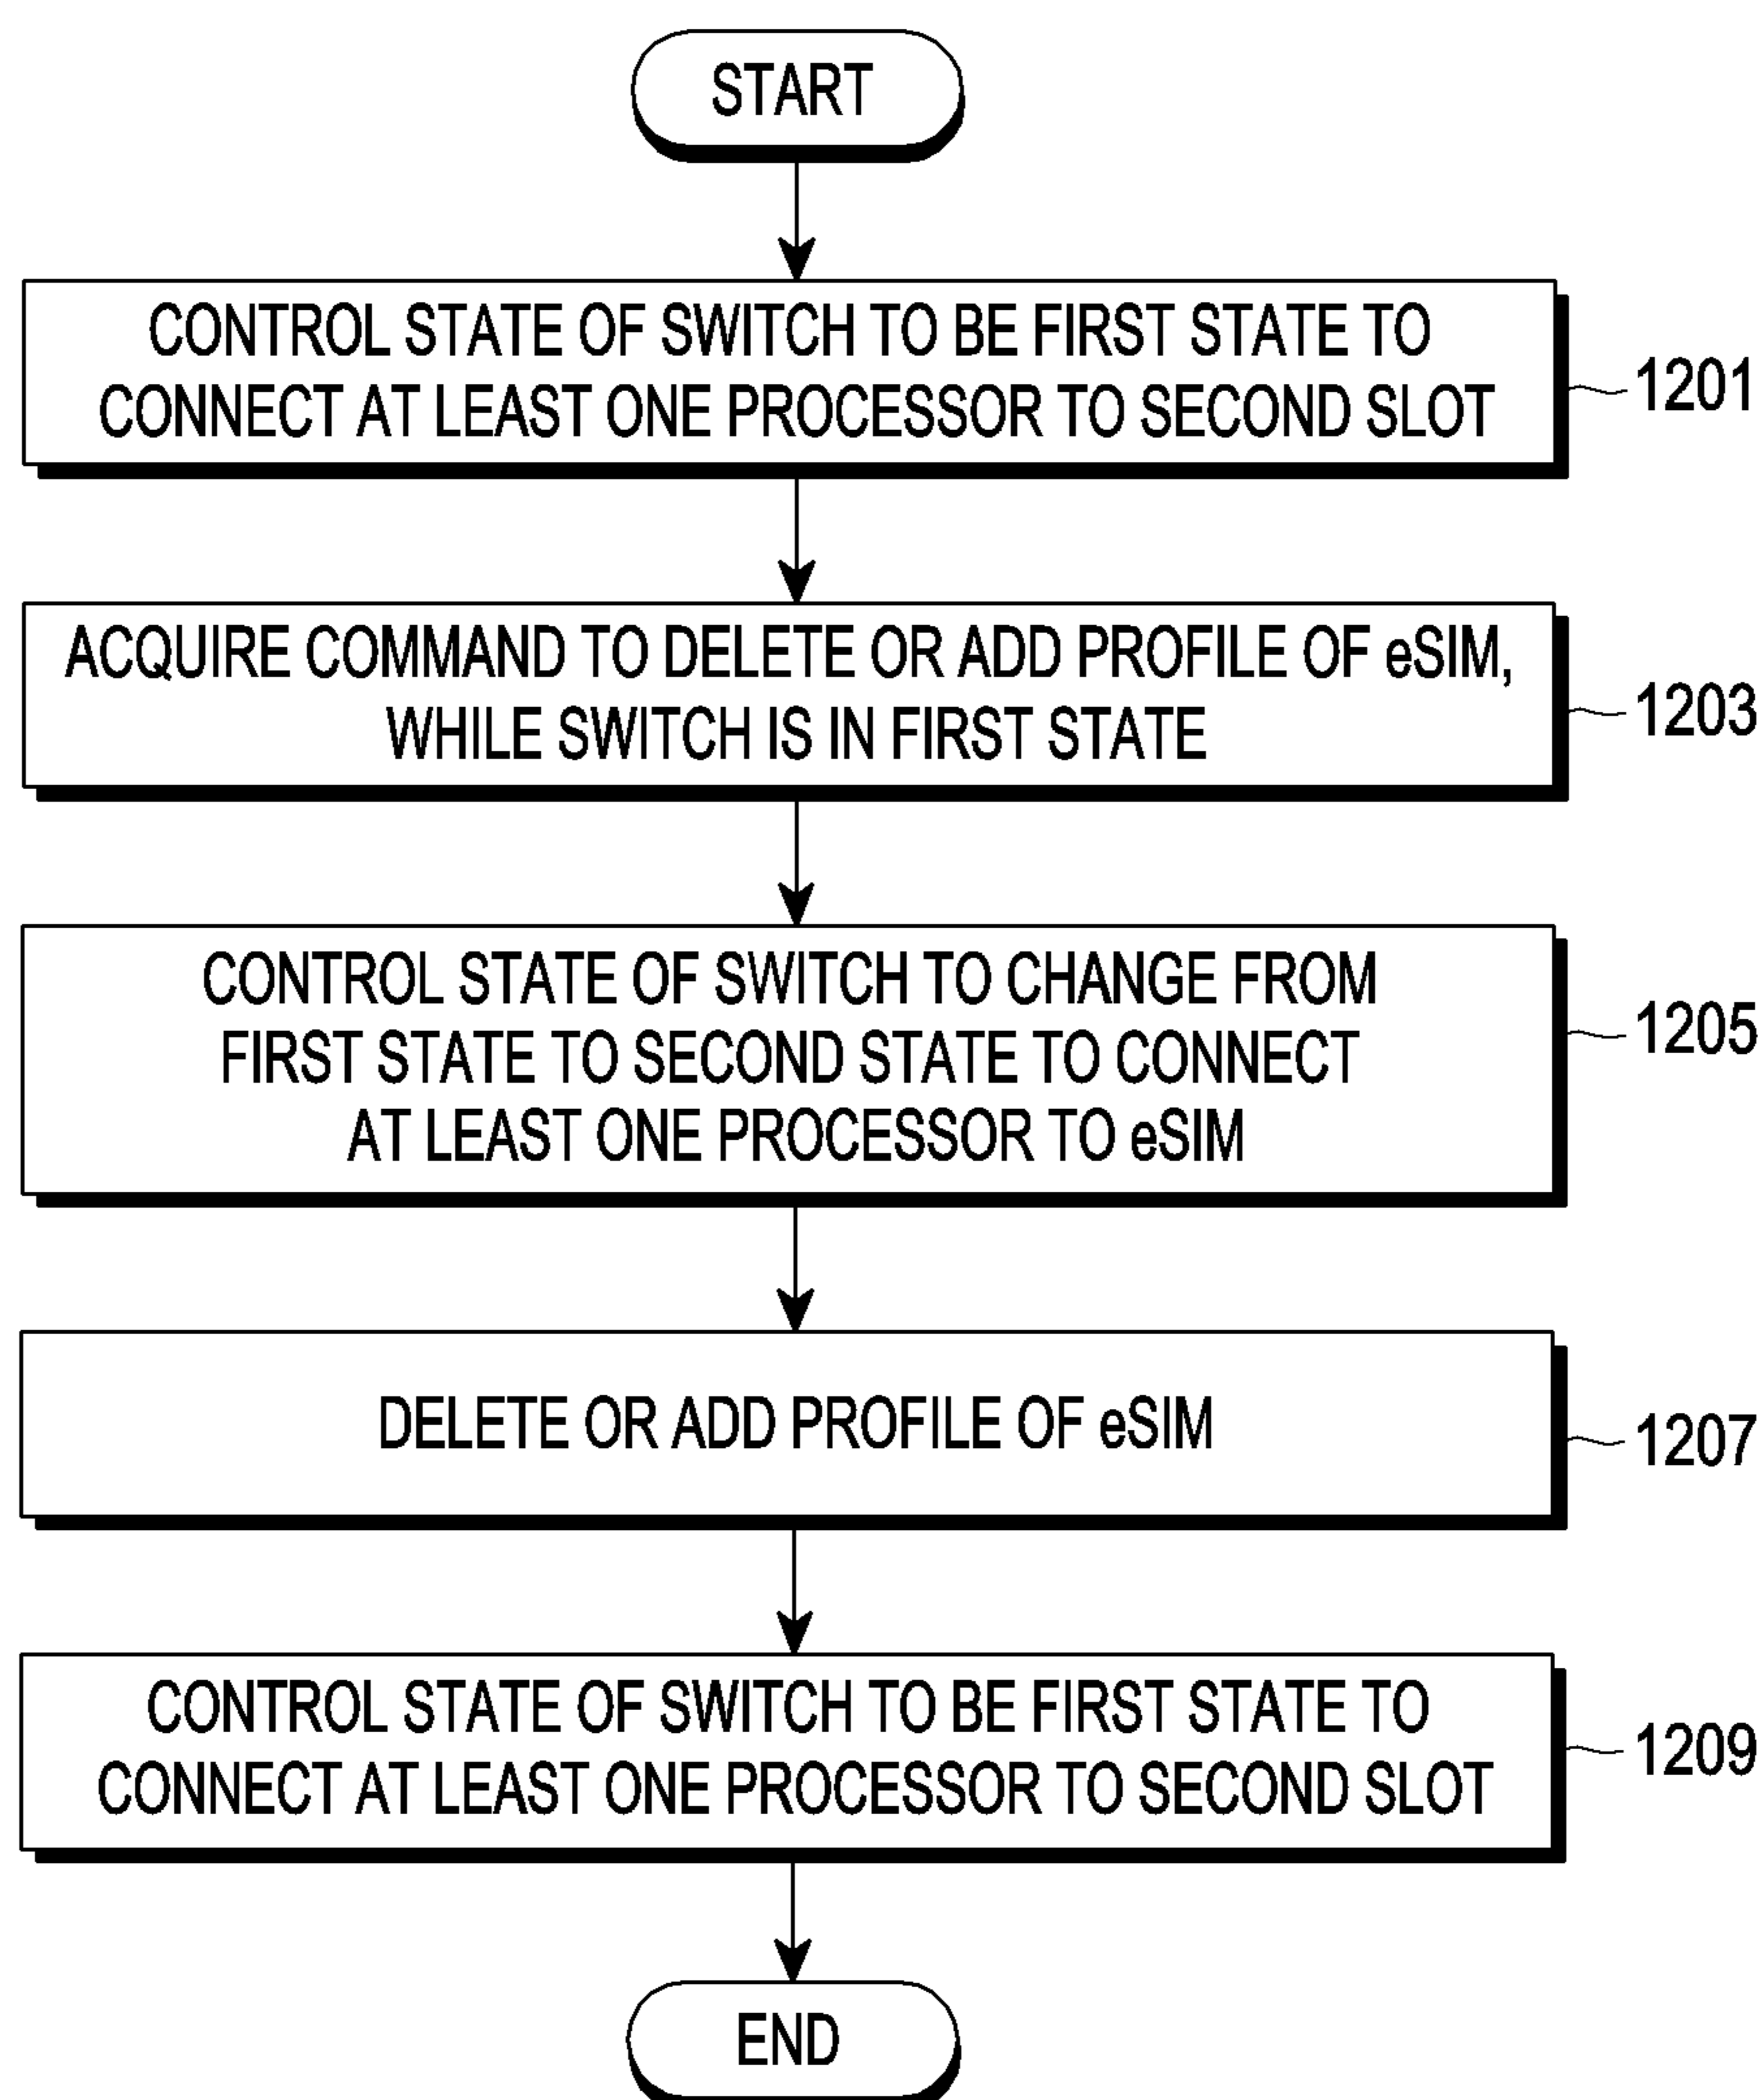 START
CONTROL STATE OF SWITCH TO BE FIRST STATE TO
CONNECT AT LEAST ONE PROCESSOR TO SECOND SLOT
1201
ACQUIRE COMMAND TO DELETE OR ADD PROFILE OF eSIM,
WHILE SWITCH IS IN FIRST STATE
1203
CONTROL STATE OF SWITCH TO CHANGE FROM
FIRST STATE TO SECOND STATE TO CONNECT
AT LEAST ONE PROCESSOR TO eSIM
1205
DELETE OR ADD PROFILE OF eSIM
1207
CONTROL STATE OF SWITCH TO BE FIRST STATE TO
CONNECT AT LEAST ONE PROCESSOR TO SECOND SLOT
1209
END